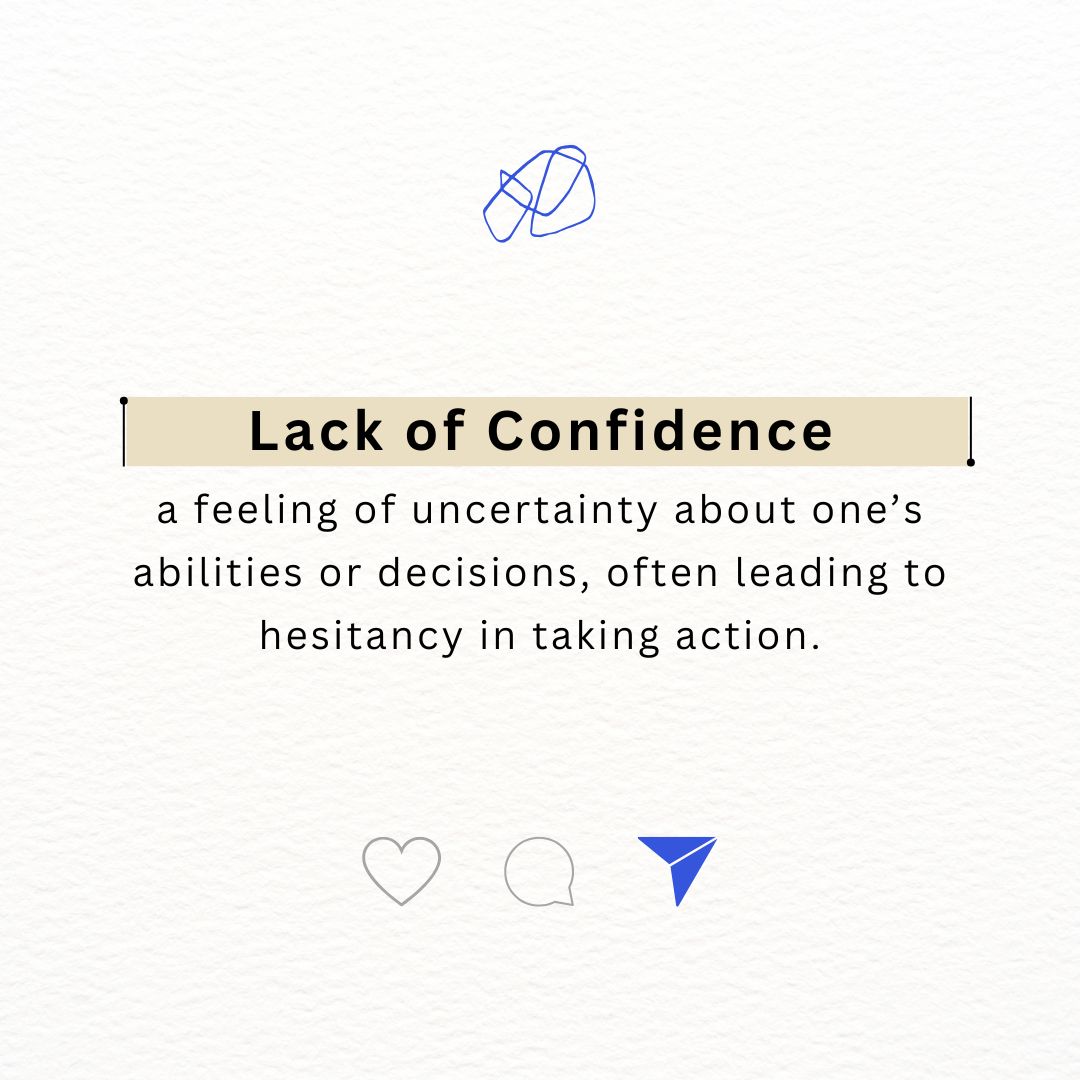 Lack of Confidence
a feeling of uncertainty about one’s
abilities or decisions, often leading to
hesitancy in taking action.